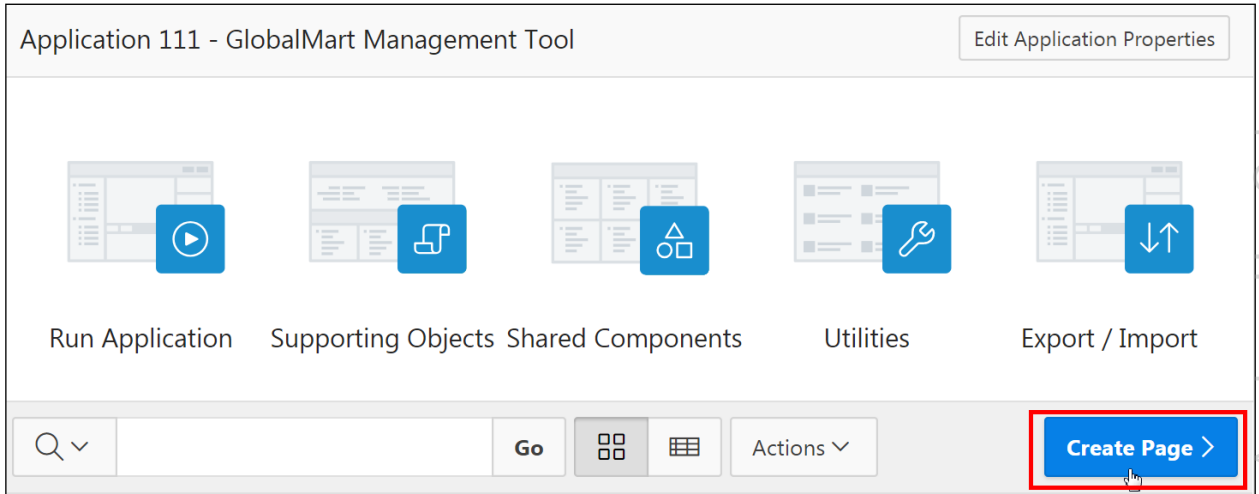 Application 111 - GlobalMart Management Tool
Edit Application Properties
Run Application
Supporting Objects
Shared Components
Utilities
Export / Import
Go
Actions
Create Page